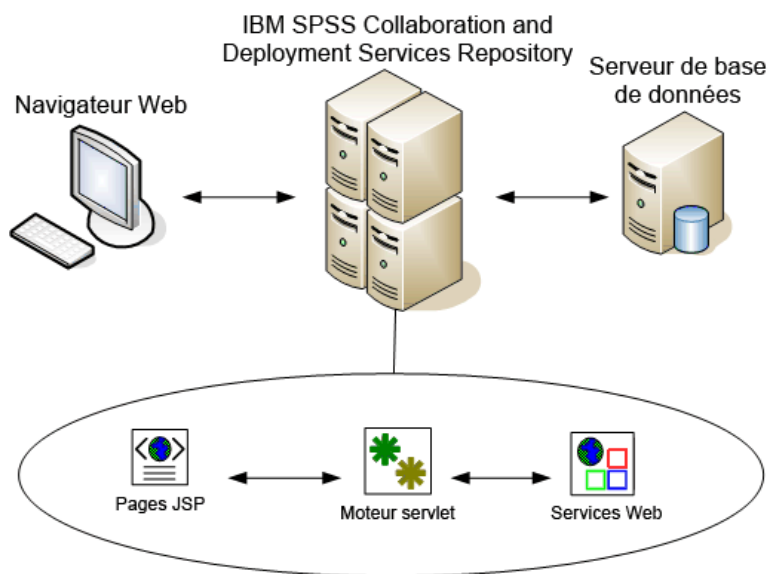 IBM SPSS Collaboration and
Deployment Services Repository
Serveur de base
de données
Navigateur Web
Pages JSP
Moteur servlet
Services Web